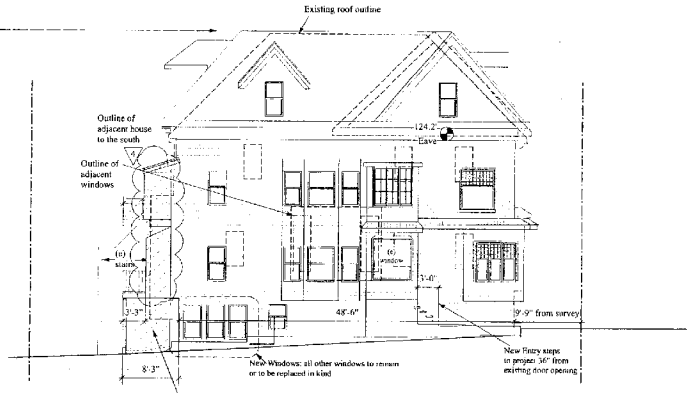 Existing roof outline
Outline of
adjacent house
to the south
4
Outline of
adjacent
windows
124.2'
Eave
(e)
stairs
(e)
window
3'-0"
3'-3"
48'-6"
9'-9" from survey
8'-3"
New Windows: all other windows to remain
or to be replaced in kind
New Entry steps
to project 36" from
existing door opening